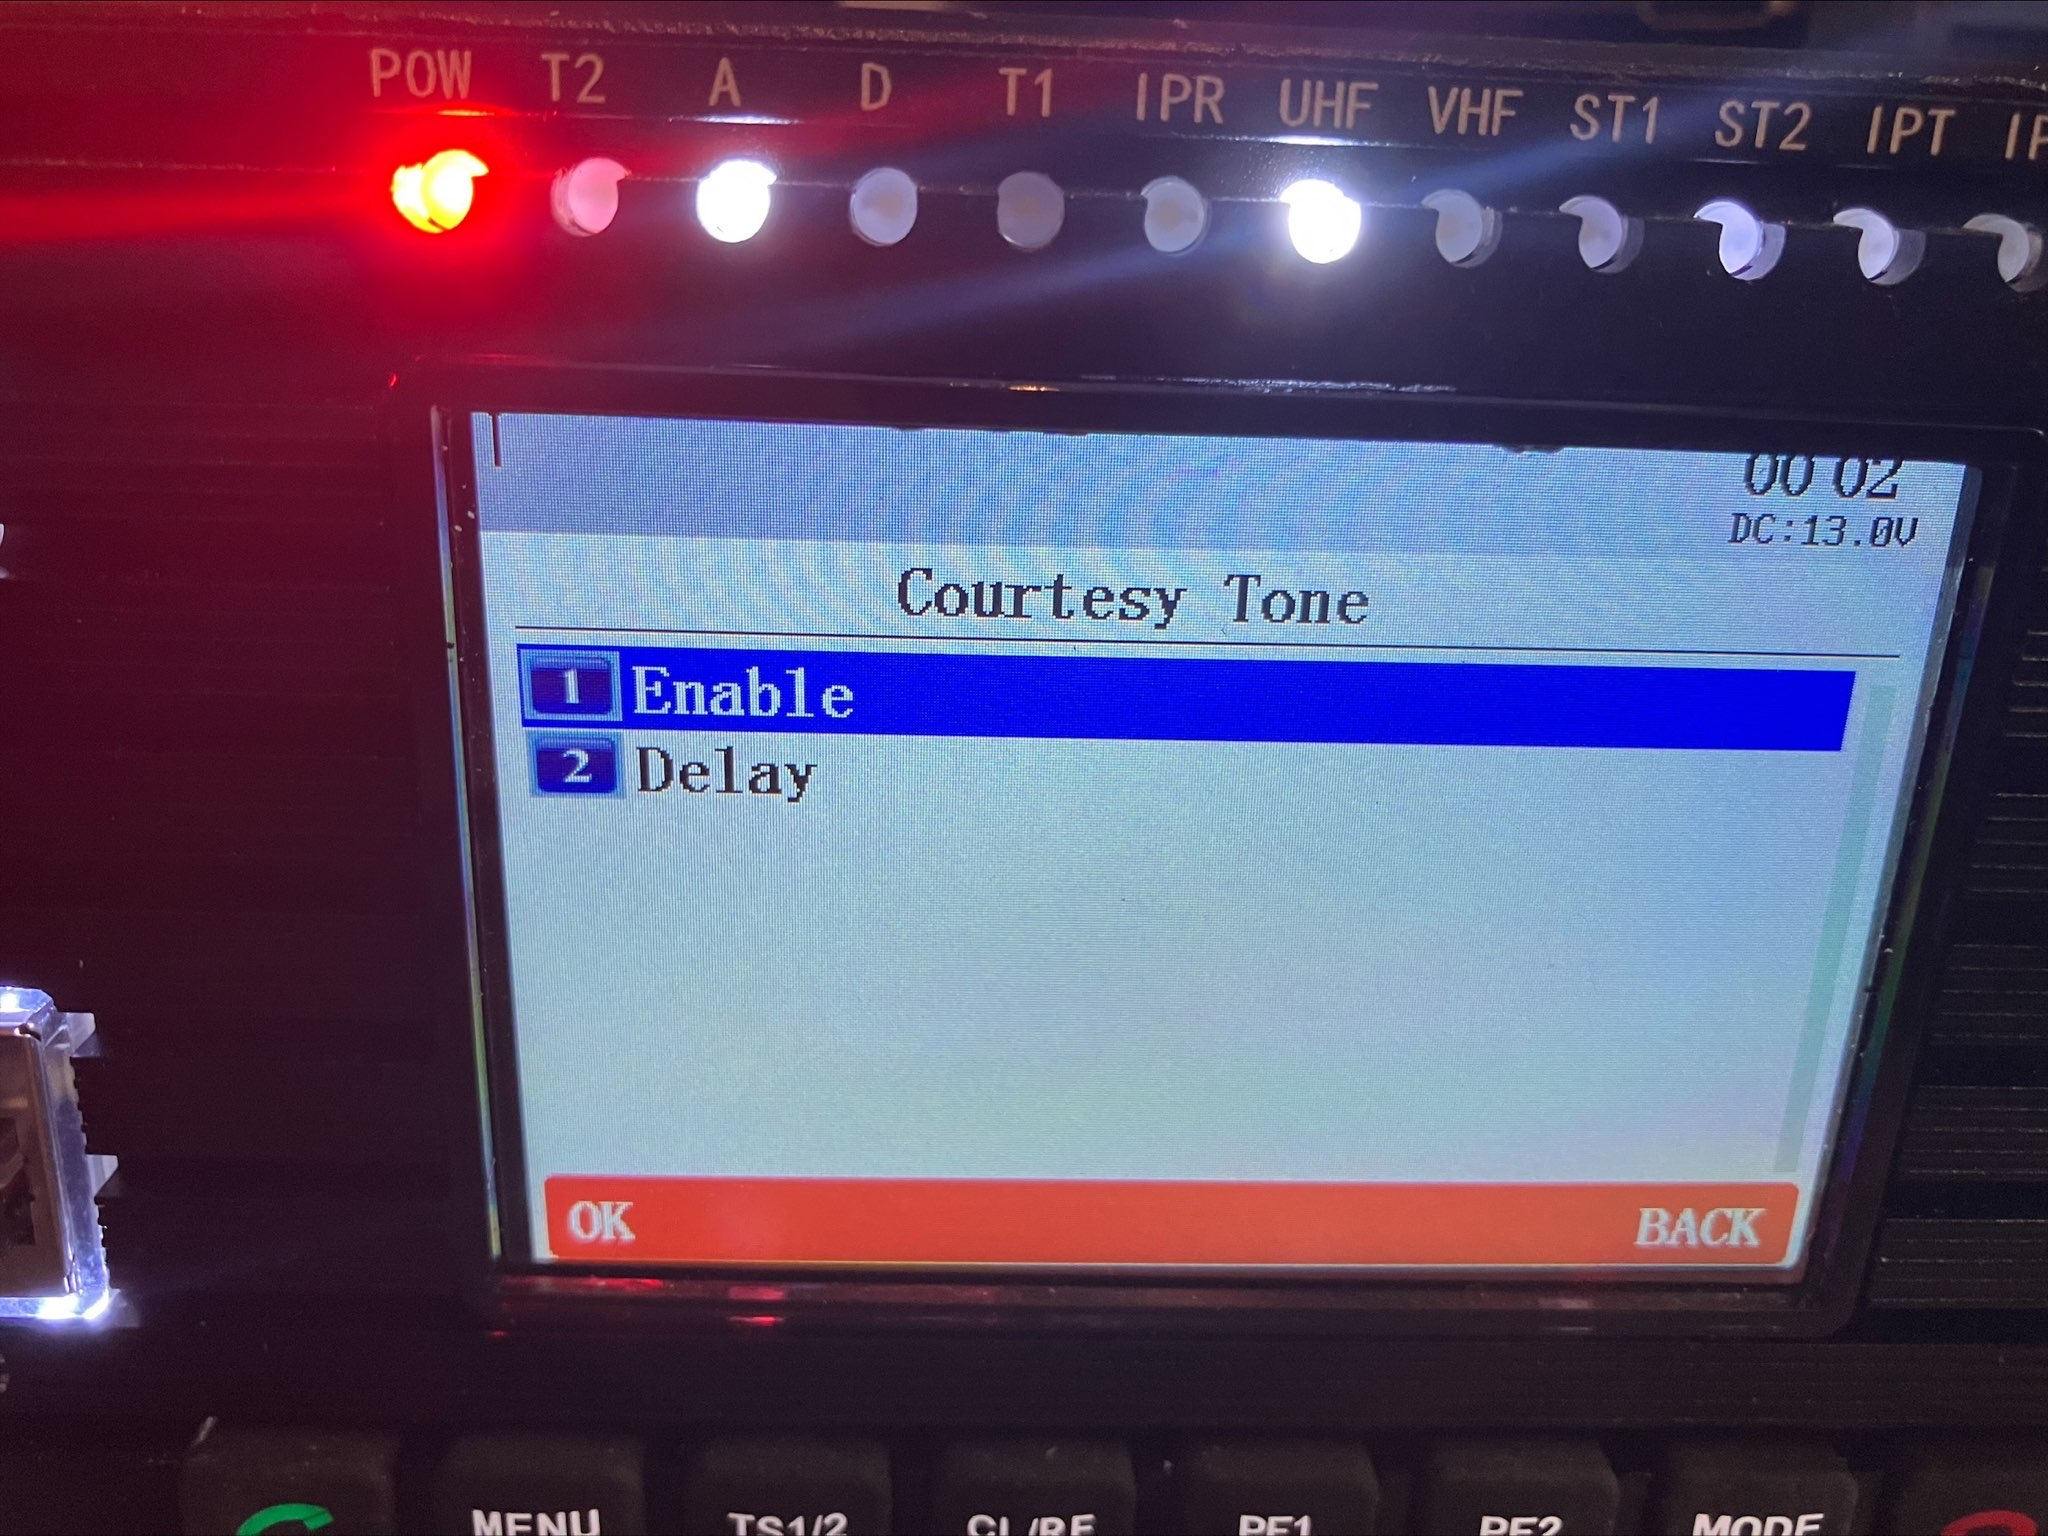 POW T2 A D T1 IPR UHF VHF ST1 ST2 IPT
00 02
DC:13.0V
Courtesy Tone
1 Enable
2 Delay
OK BACK
MENU TS1/2 CL/RF PF1 PF2 MODE